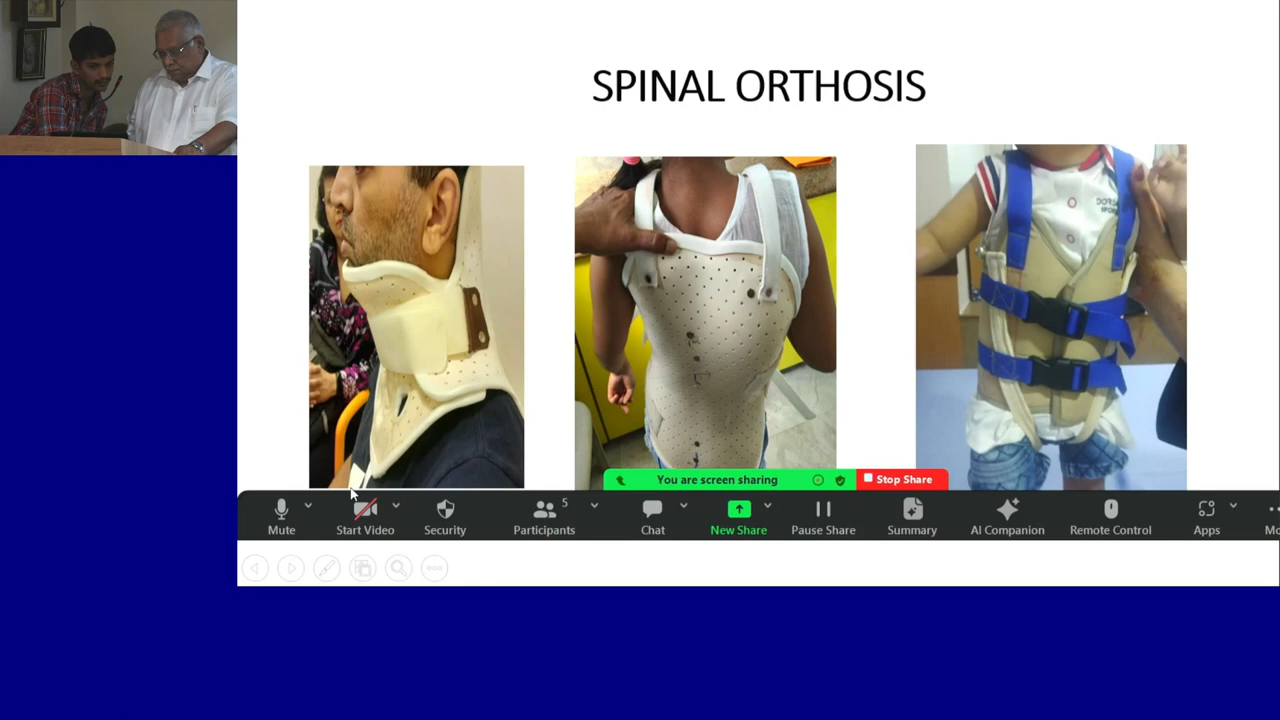 SPINAL ORTHOSIS
You are screen sharing
Stop Share
Mute
Start Video
Security
Participants
5
Chat
New Share
Pause Share
Summary
AI Companion
Remote Control
Apps